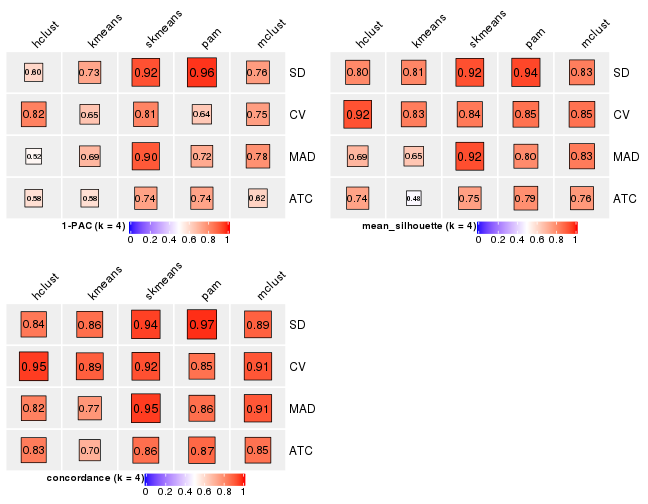 hclust kmeans skmeans pam mclust
0.60 0.73 0.92 0.96 0.76 SD
0.82 0.65 0.81 0.64 0.75 CV
0.52 0.69 0.90 0.72 0.78 MAD
0.58 0.58 0.74 0.74 0.62 ATC
1-PAC (k = 4)
0 0.2 0.4 0.6 0.8 1
hclust kmeans skmeans pam mclust
0.80 0.81 0.92 0.94 0.83 SD
0.92 0.83 0.84 0.85 0.85 CV
0.69 0.65 0.92 0.80 0.83 MAD
0.74 0.48 0.75 0.79 0.76 ATC
mean_silhouette (k = 4)
0 0.2 0.4 0.6 0.8 1
hclust kmeans skmeans pam mclust
0.84 0.86 0.94 0.97 0.89 SD
0.95 0.89 0.92 0.85 0.91 CV
0.82 0.77 0.95 0.86 0.91 MAD
0.83 0.70 0.86 0.87 0.85 ATC
concordance (k = 4)
0 0.2 0.4 0.6 0.8 1